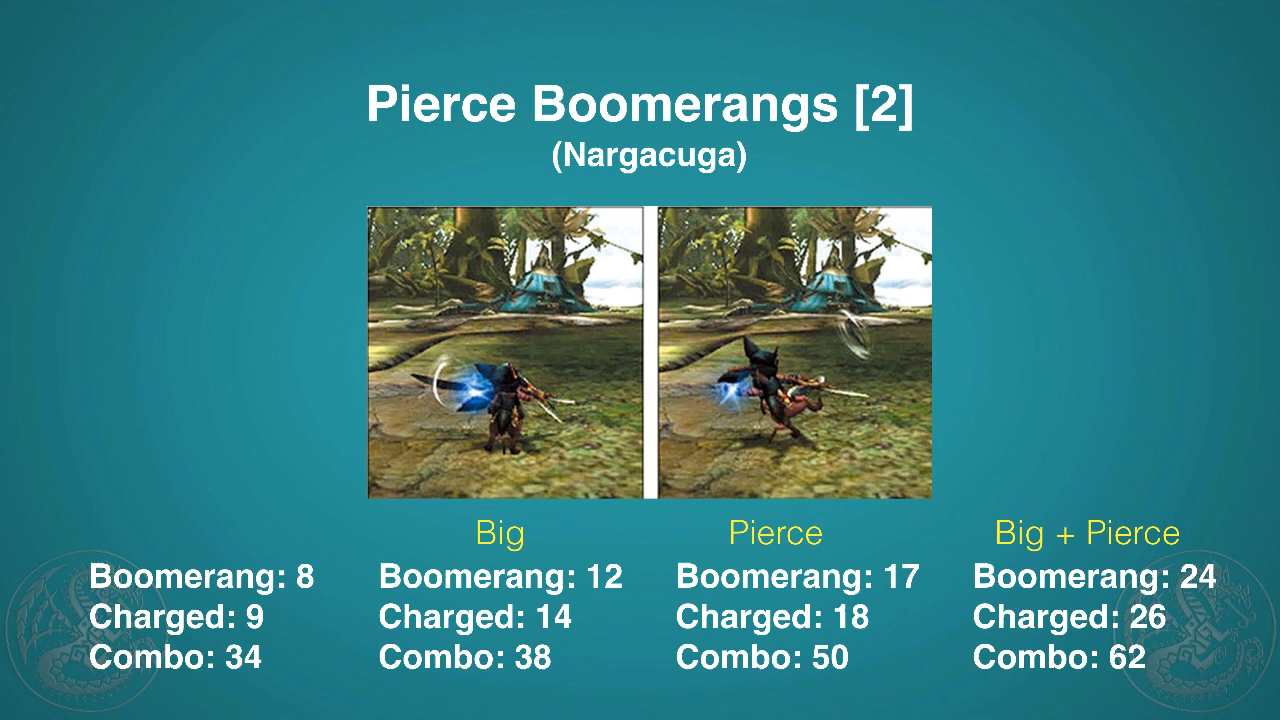 Pierce Boomerangs [2]
(Nargacuga)
Big
Pierce
Big + Pierce
Boomerang: 8
Charged: 9
Combo: 34
Boomerang: 12
Charged: 14
Combo: 38
Boomerang: 17
Charged: 18
Combo: 50
Boomerang: 24
Charged: 26
Combo: 62